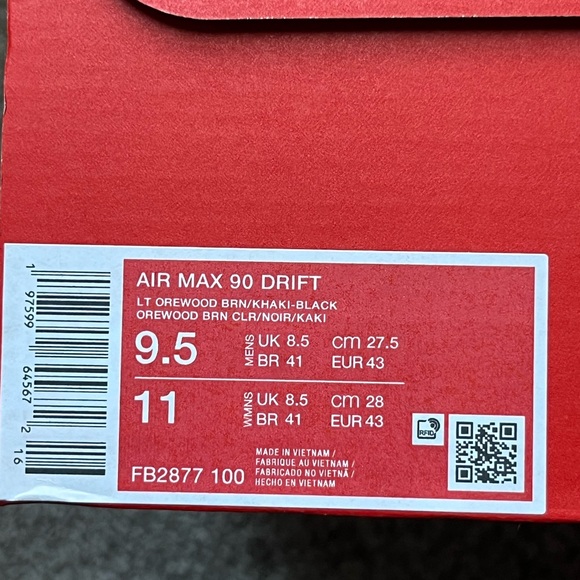 AIR MAX 90 DRIFT
LT OREWOOD BRN/KHAKI-BLACK
OREWOOD BRN CLR/NOIR/KAKI
9.5 MENS UK 8.5 cm 27.5
BR 41 EUR 43
11 WMNS UK 8.5 cm 28
BR 41 EUR 43
FB2877 100
MADE IN VIETNAM /
FABRIQUE AU VIETNAM /
FABRICADO NO VIETNÃ /
HECHO EN VIETNAM
RFID
1 97599 64567 2 16